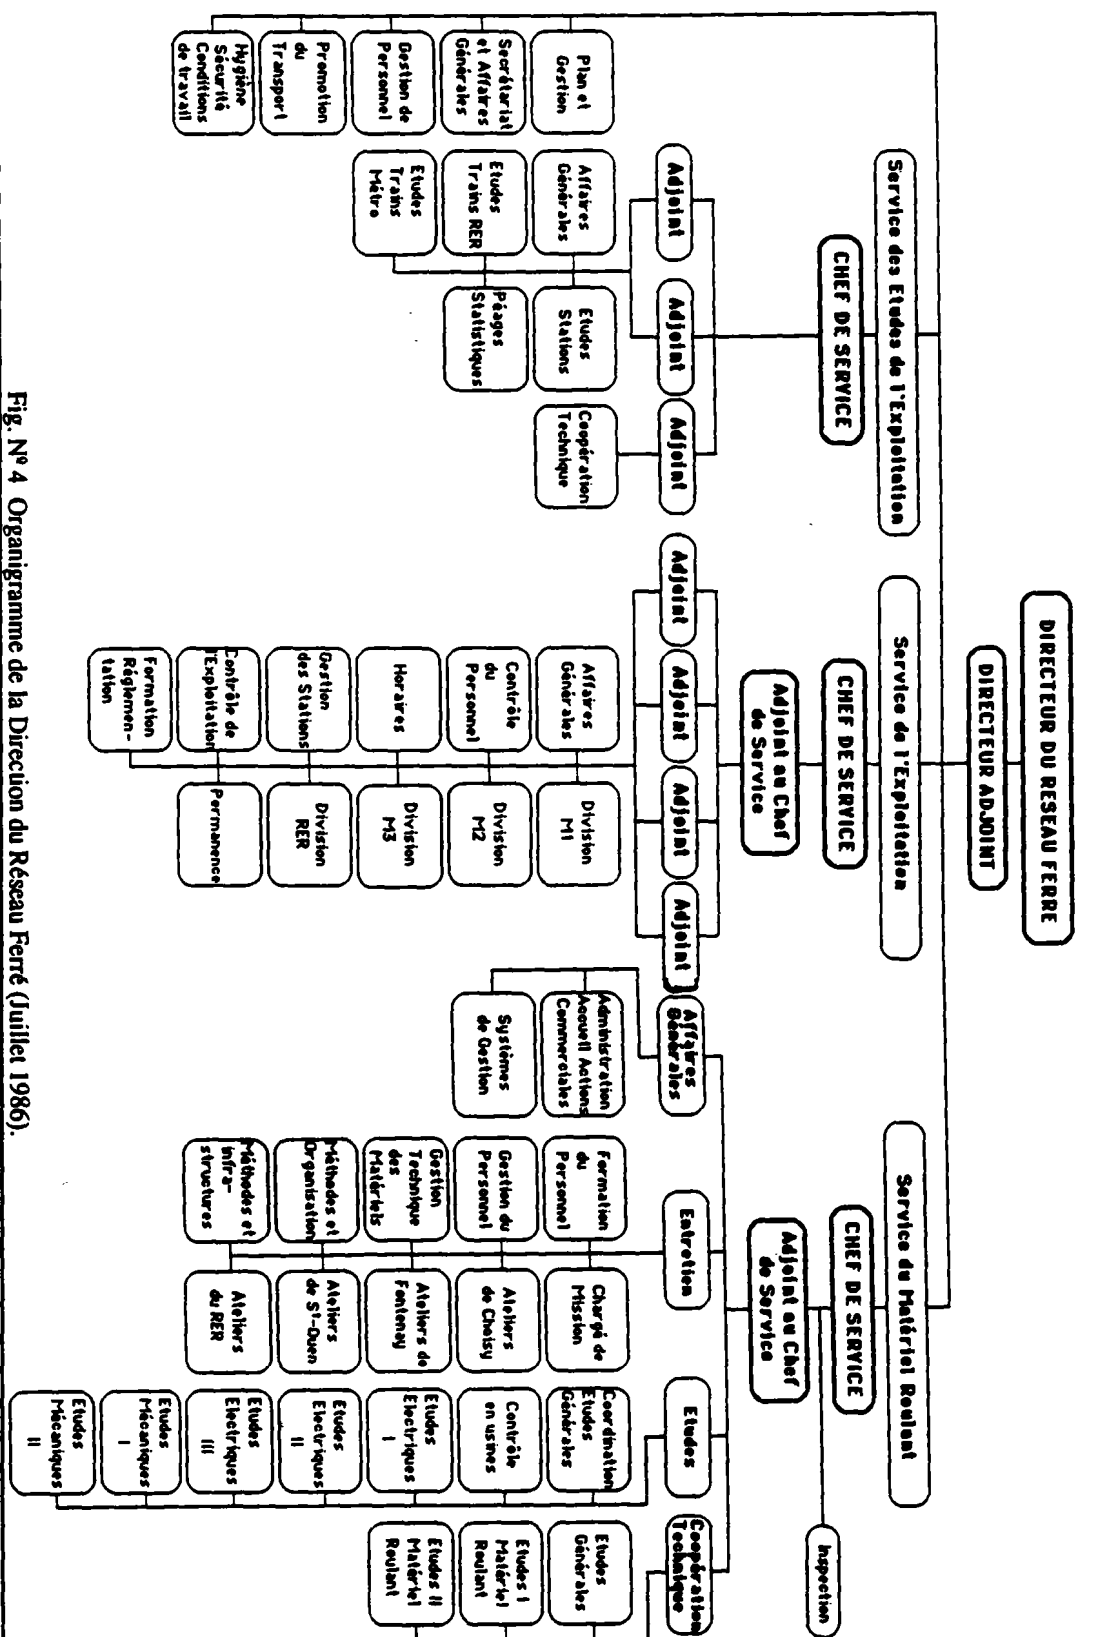 DIRECTEUR DU RESEAU FERRE
DIRECTEUR ADJOINT
Service des Etudes de l'Exploitation
CHEF DE SERVICE
Adjoint
Adjoint
Adjoint
Plan et
Gestion
Secrétariat
et Affaires
Générales
Gestion de
Personnel
Promotion
du
Transport
Hygiène
Sécurité
Conditions
de travail
Affaires
Générales
Etudes
Trains RER
Etudes
Trains
Métro
Etudes
Stations
Péages
Statistiques
Coopération
Technique
Service de l'Exploitation
CHEF DE SERVICE
Adjoint au Chef
de Service
Adjoint
Adjoint
Adjoint
Adjoint
Affaires
Générales
Contrôle
du
Personnel
Horaires
Gestion
des Stations
Contrôle de
l'Exploitation
Formation
Réglemen-
tation
Division
M1
Division
M2
Division
M3
Division
RER
Permanence
Service du Matériel Roulant
CHEF DE SERVICE
Inspection
Adjoint au Chef
de Service
Affaires
Générales
Administration
Accueil Actions
Commerciales
Systèmes
de Gestion
Entretien
Formation
du
Personnel
Gestion du
Personnel
Gestion
Technique
des
Matériels
Méthodes et
Organisation
Méthodes et
infra-
structures
Chargé de
Mission
Ateliers
de Choisy
Ateliers de
Fontenay
Ateliers
de St-Ouen
Ateliers
du RER
Etudes
Coordination
Etudes
Générales
Contrôle
en usines
Etudes
Electriques
I
Etudes
Electriques
II
Etudes
Electriques
III
Etudes
Mécaniques
I
Etudes
Mécaniques
II
Coopération
Technique
Etudes
Générales
Etudes I
Matériel
Roulant
Etudes II
Matériel
Roulant
Fig. Nº 4 Organigramme de la Direction du Réseau Ferré (Juillet 1986).